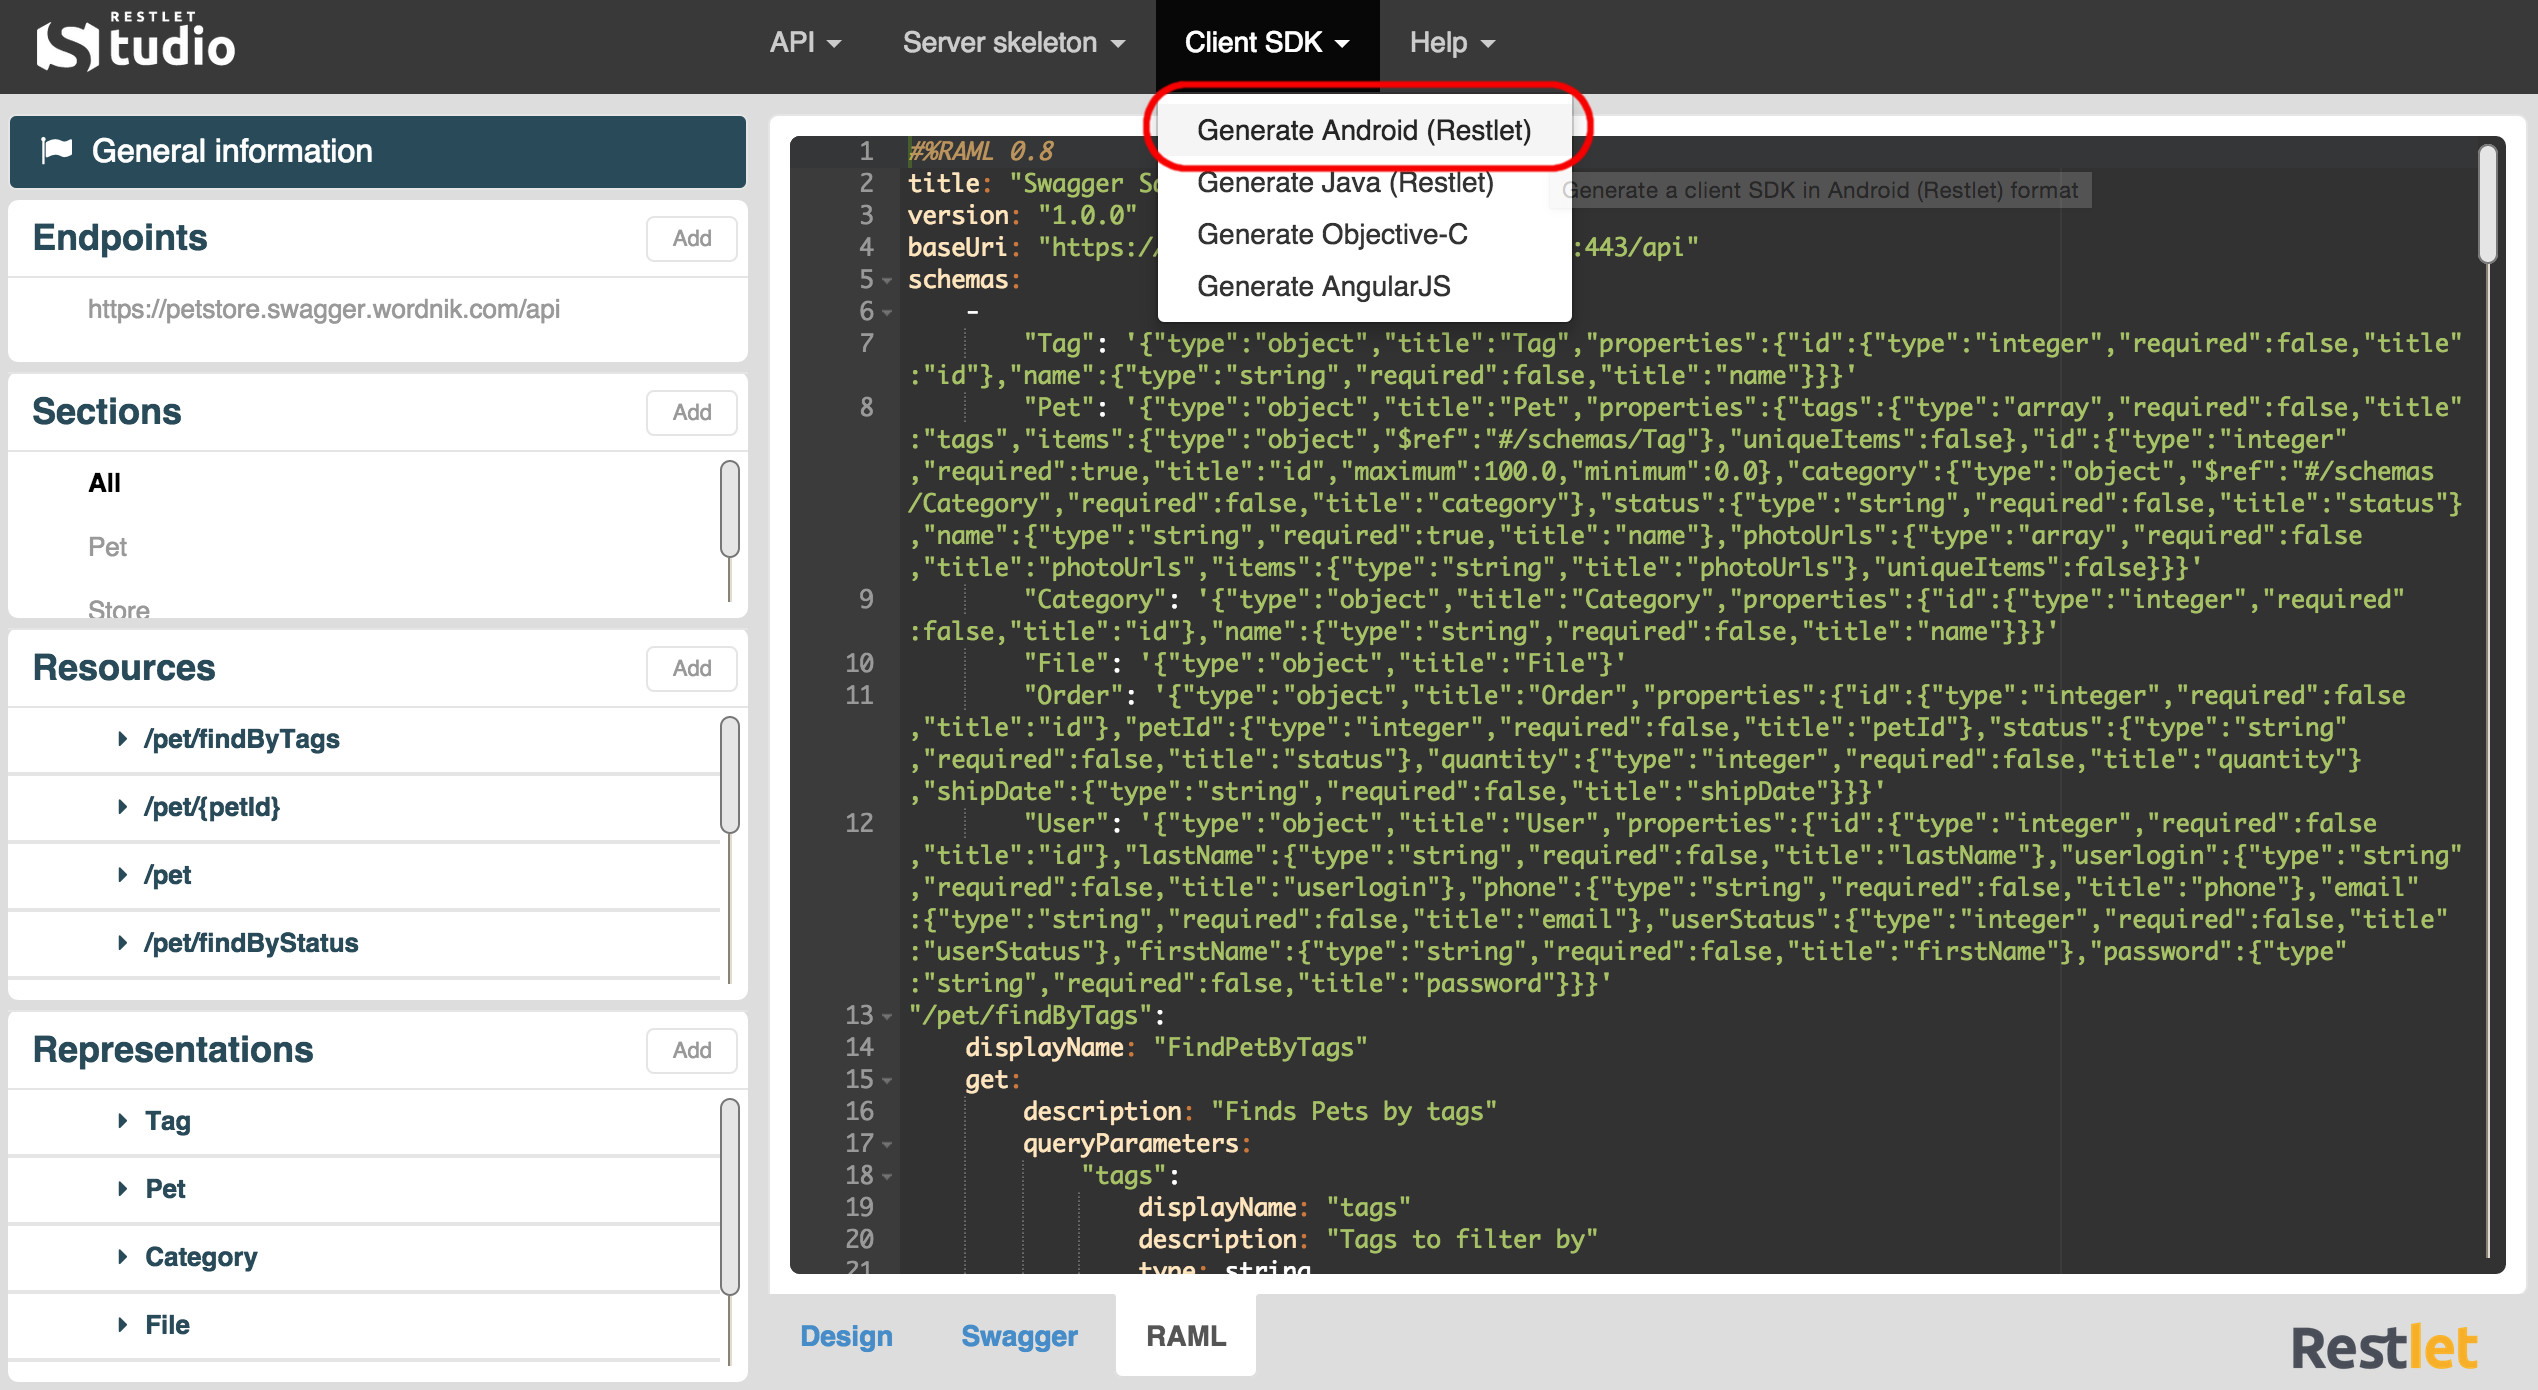 RESTLET
Studio
API
Server skeleton
Client SDK
Help
General information
Endpoints
Add
https://petstore.swagger.wordnik.com/api
Sections
Add
All
Pet
Store
Resources
Add
/pet/findByTags
/pet/{petId}
/pet
/pet/findByStatus
Representations
Add
Tag
Pet
Category
File
Generate Android (Restlet)
Generate Java (Restlet)
Generate Objective-C
Generate AngularJS
Generate a client SDK in Android (Restlet) format
1 #%RAML 0.8
2 title: "Swagger
3 version: "1.0.0"
4 baseUri: "https:/ :443/api"
5 schemas:
6 -
7 "Tag": '{"type":"object","title":"Tag","properties":{"id":{"type":"integer","required":false,"title"
:"id"},"name":{"type":"string","required":false,"title":"name"}}}'
8 "Pet": '{"type":"object","title":"Pet","properties":{"tags":{"type":"array","required":false,"title"
:"tags","items":{"type":"object","$ref":"#/schemas/Tag"},"uniqueItems":false},"id":{"type":"integer"
,"required":true,"title":"id","maximum":100.0,"minimum":0.0},"category":{"type":"object","$ref":"#/schemas
/Category","required":false,"title":"category"},"status":{"type":"string","required":false,"title":"status"}
,"name":{"type":"string","required":true,"title":"name"},"photoUrls":{"type":"array","required":false
,"title":"photoUrls","items":{"type":"string","title":"photoUrls"},"uniqueItems":false}}}'
9 "Category": '{"type":"object","title":"Category","properties":{"id":{"type":"integer","required"
:false,"title":"id"},"name":{"type":"string","required":false,"title":"name"}}}'
10 "File": '{"type":"object","title":"File"}'
11 "Order": '{"type":"object","title":"Order","properties":{"id":{"type":"integer","required":false
,"title":"id"},"petId":{"type":"integer","required":false,"title":"petId"},"status":{"type":"string"
,"required":false,"title":"status"},"quantity":{"type":"integer","required":false,"title":"quantity"}
,"shipDate":{"type":"string","required":false,"title":"shipDate"}}}'
12 "User": '{"type":"object","title":"User","properties":{"id":{"type":"integer","required":false
,"title":"id"},"lastName":{"type":"string","required":false,"title":"lastName"},"userlogin":{"type":"string"
,"required":false,"title":"userlogin"},"phone":{"type":"string","required":false,"title":"phone"},"email"
:{"type":"string","required":false,"title":"email"},"userStatus":{"type":"integer","required":false,"title"
:"userStatus"},"firstName":{"type":"string","required":false,"title":"firstName"},"password":{"type"
:"string","required":false,"title":"password"}}}'
13 "/pet/findByTags":
14 displayName: "FindPetByTags"
15 get:
16 description: "Finds Pets by tags"
17 queryParameters:
18 "tags":
19 displayName: "tags"
20 description: "Tags to filter by"
21 type: string
Design
Swagger
RAML
Restlet